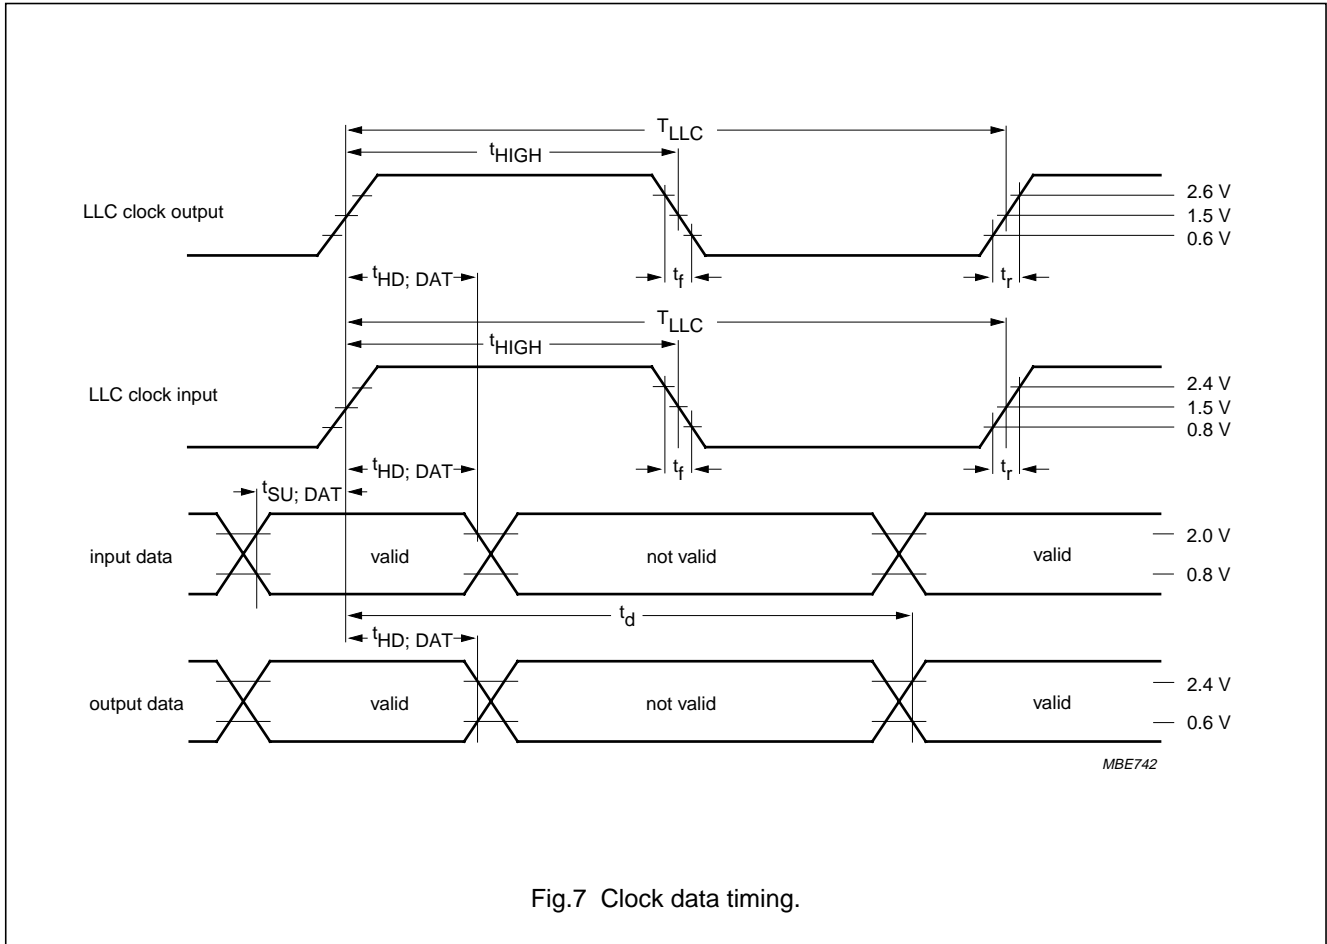 T_LLC
t_HIGH
LLC clock output
2.6 V
1.5 V
0.6 V
t_HD; DAT
t_f
t_r
T_LLC
t_HIGH
LLC clock input
2.4 V
1.5 V
0.8 V
t_HD; DAT
t_f
t_r
t_SU; DAT
input data
valid
not valid
valid
2.0 V
0.8 V
t_d
t_HD; DAT
output data
valid
not valid
valid
2.4 V
0.6 V
MBE742
Fig.7 Clock data timing.